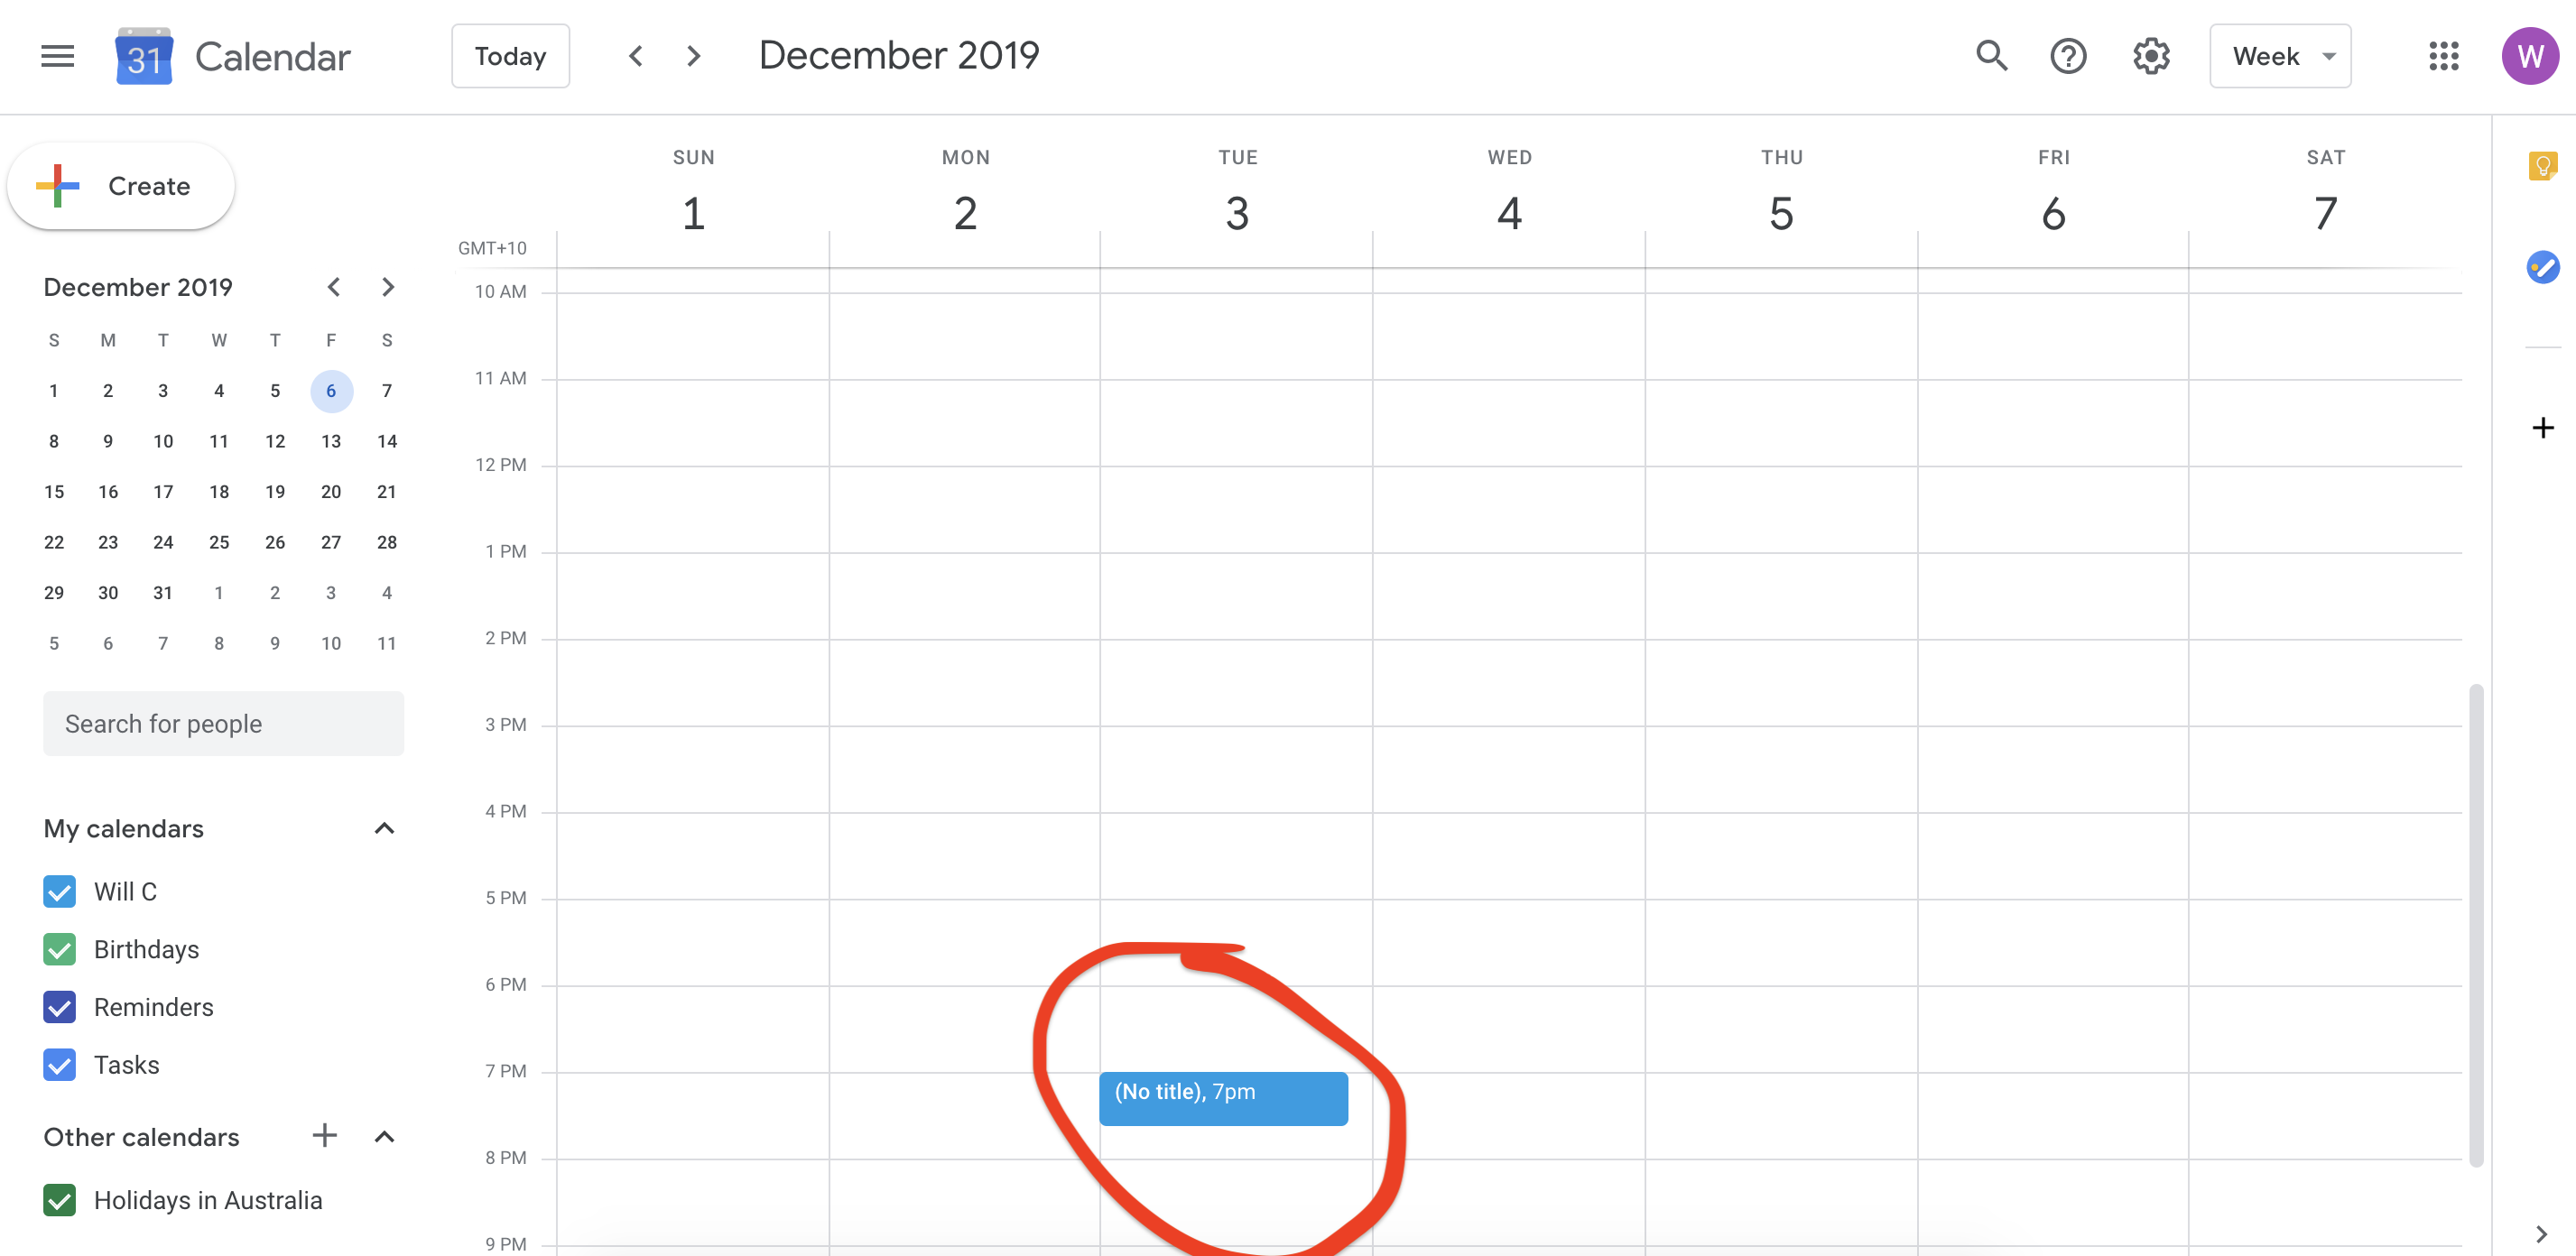 31 Calendar Today December 2019 Week W
Create
December 2019
S M T W T F S
1 2 3 4 5 6 7
8 9 10 11 12 13 14
15 16 17 18 19 20 21
22 23 24 25 26 27 28
29 30 31 1 2 3 4
5 6 7 8 9 10 11
Search for people
My calendars
Will C
Birthdays
Reminders
Tasks
Other calendars
Holidays in Australia
SUN MON TUE WED THU FRI SAT
1 2 3 4 5 6 7
GMT+10
10 AM
11 AM
12 PM
1 PM
2 PM
3 PM
4 PM
5 PM
6 PM
7 PM
(No title), 7pm
8 PM
9 PM